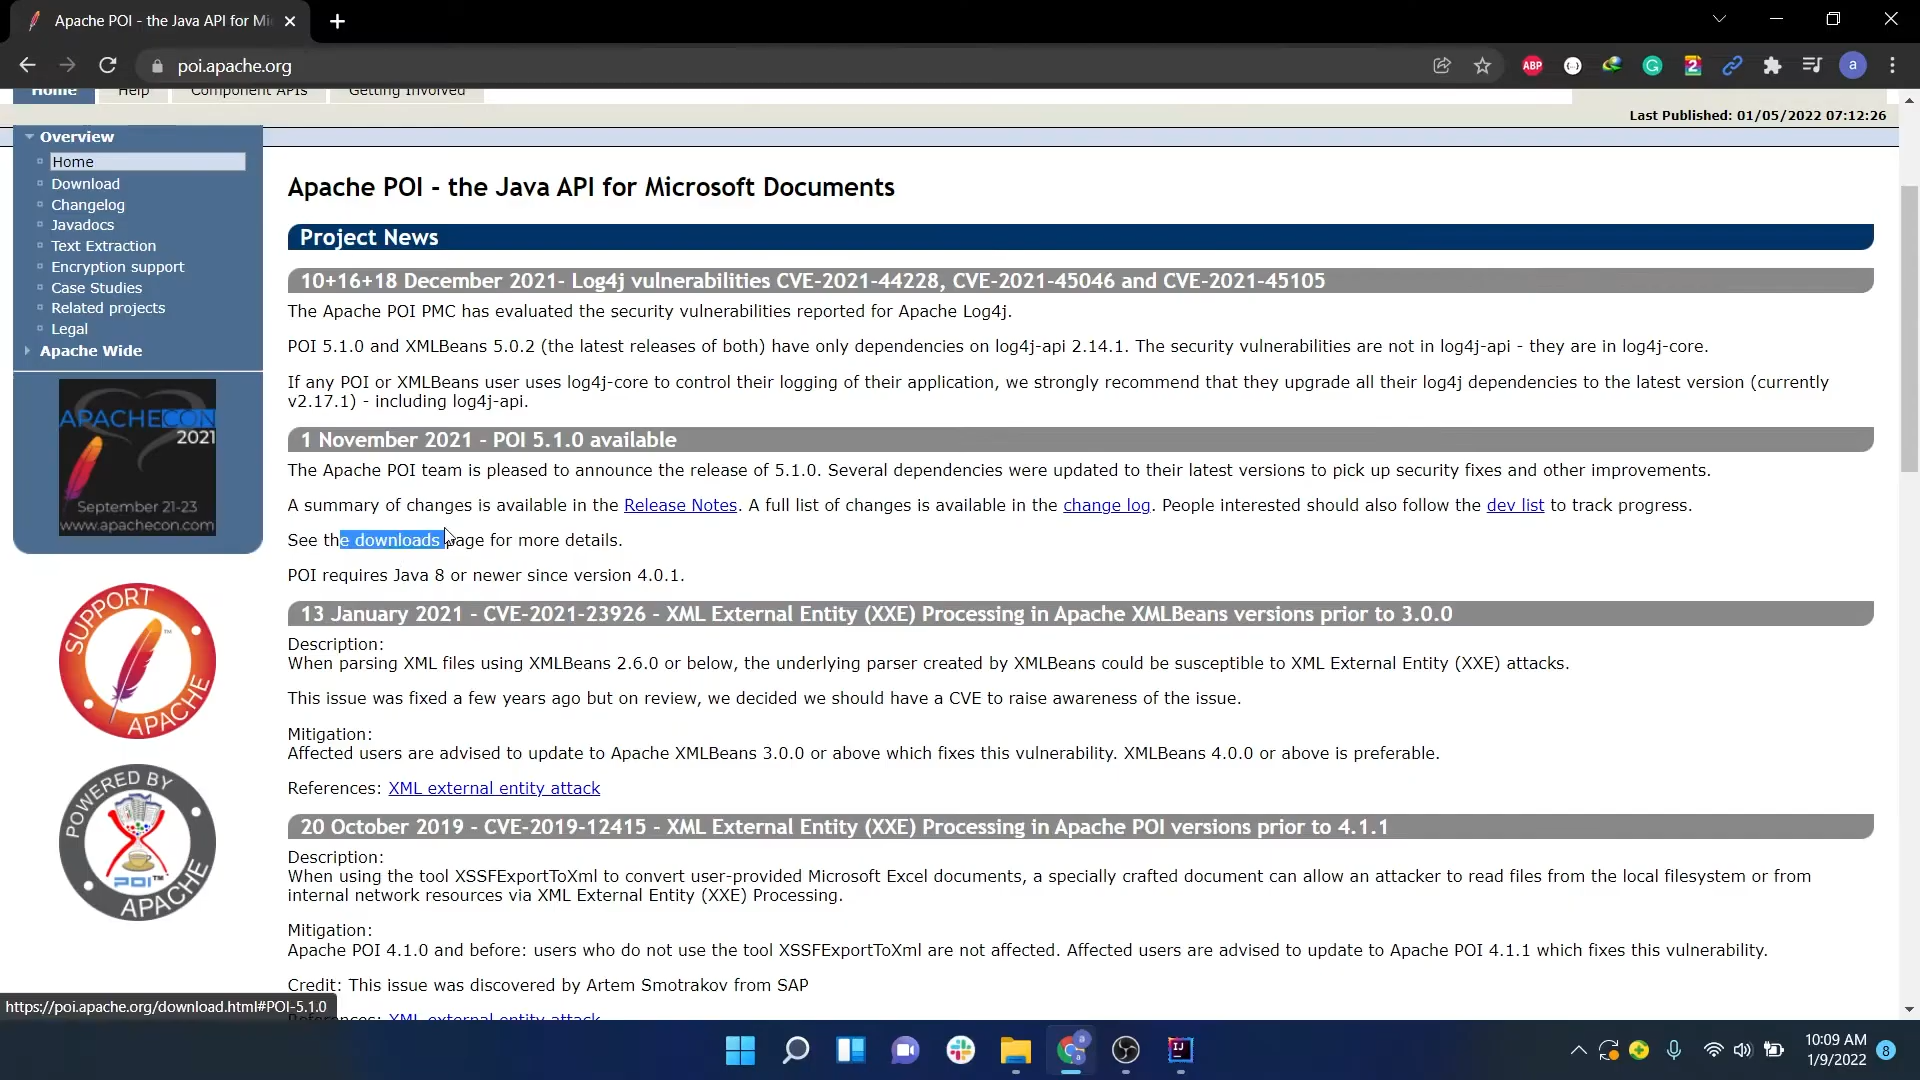 Apache POI - the Java API for Mi
poi.apache.org
ABP
2
a
Home
Help
Component APIs
Getting Involved
Last Published: 01/05/2022 07:12:26
Overview
Home
Download
Changelog
Javadocs
Text Extraction
Encryption support
Case Studies
Related projects
Legal
Apache Wide
APACHECON
2021
September 21-23
www.apachecon.com
SUPPORT
APACHE
POWERED BY
POI™
APACHE
Apache POI - the Java API for Microsoft Documents
Project News
10+16+18 December 2021- Log4j vulnerabilities CVE-2021-44228, CVE-2021-45046 and CVE-2021-45105
The Apache POI PMC has evaluated the security vulnerabilities reported for Apache Log4j.
POI 5.1.0 and XMLBeans 5.0.2 (the latest releases of both) have only dependencies on log4j-api 2.14.1. The security vulnerabilities are not in log4j-api - they are in log4j-core.
If any POI or XMLBeans user uses log4j-core to control their logging of their application, we strongly recommend that they upgrade all their log4j dependencies to the latest version (currently
v2.17.1) - including log4j-api.
1 November 2021 - POI 5.1.0 available
The Apache POI team is pleased to announce the release of 5.1.0. Several dependencies were updated to their latest versions to pick up security fixes and other improvements.
A summary of changes is available in the Release Notes. A full list of changes is available in the change log. People interested should also follow the dev list to track progress.
See the downloads page for more details.
POI requires Java 8 or newer since version 4.0.1.
13 January 2021 - CVE-2021-23926 - XML External Entity (XXE) Processing in Apache XMLBeans versions prior to 3.0.0
Description:
When parsing XML files using XMLBeans 2.6.0 or below, the underlying parser created by XMLBeans could be susceptible to XML External Entity (XXE) attacks.
This issue was fixed a few years ago but on review, we decided we should have a CVE to raise awareness of the issue.
Mitigation:
Affected users are advised to update to Apache XMLBeans 3.0.0 or above which fixes this vulnerability. XMLBeans 4.0.0 or above is preferable.
References: XML external entity attack
20 October 2019 - CVE-2019-12415 - XML External Entity (XXE) Processing in Apache POI versions prior to 4.1.1
Description:
When using the tool XSSFExportToXml to convert user-provided Microsoft Excel documents, a specially crafted document can allow an attacker to read files from the local filesystem or from
internal network resources via XML External Entity (XXE) Processing.
Mitigation:
Apache POI 4.1.0 and before: users who do not use the tool XSSFExportToXml are not affected. Affected users are advised to update to Apache POI 4.1.1 which fixes this vulnerability.
Credit: This issue was discovered by Artem Smotrakov from SAP
References: XML external entity attack
https://poi.apache.org/download.html#POI-5.1.0
IJ
10:09 AM
1/9/2022
8